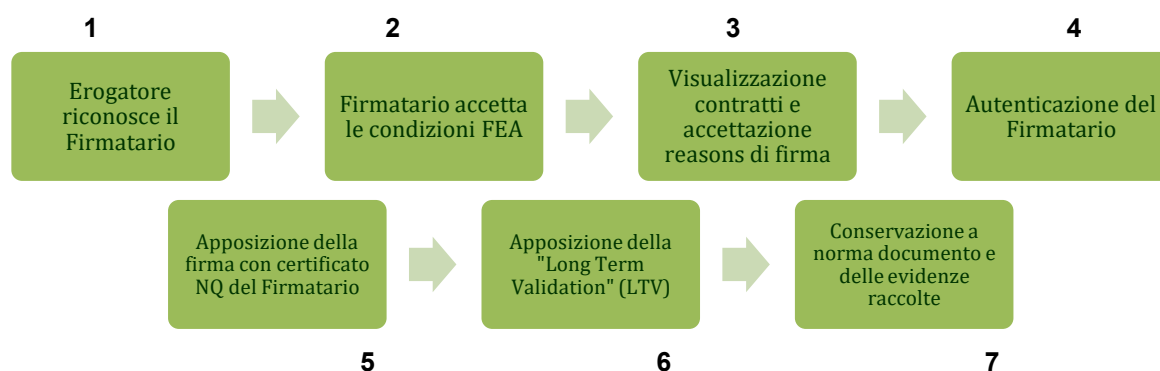 1
2
3
4
Erogatore
riconosce il
Firmatario
Firmatario accetta
le condizioni FEA
Visualizzazione
contratti e
accettazione
reasons di firma
Autenticazione del
Firmatario
Apposizione della
firma con certificato
NQ del Firmatario
Apposizione della
"Long Term
Validation" (LTV)
Conservazione a
norma documento e
delle evidenze
raccolte
5
6
7